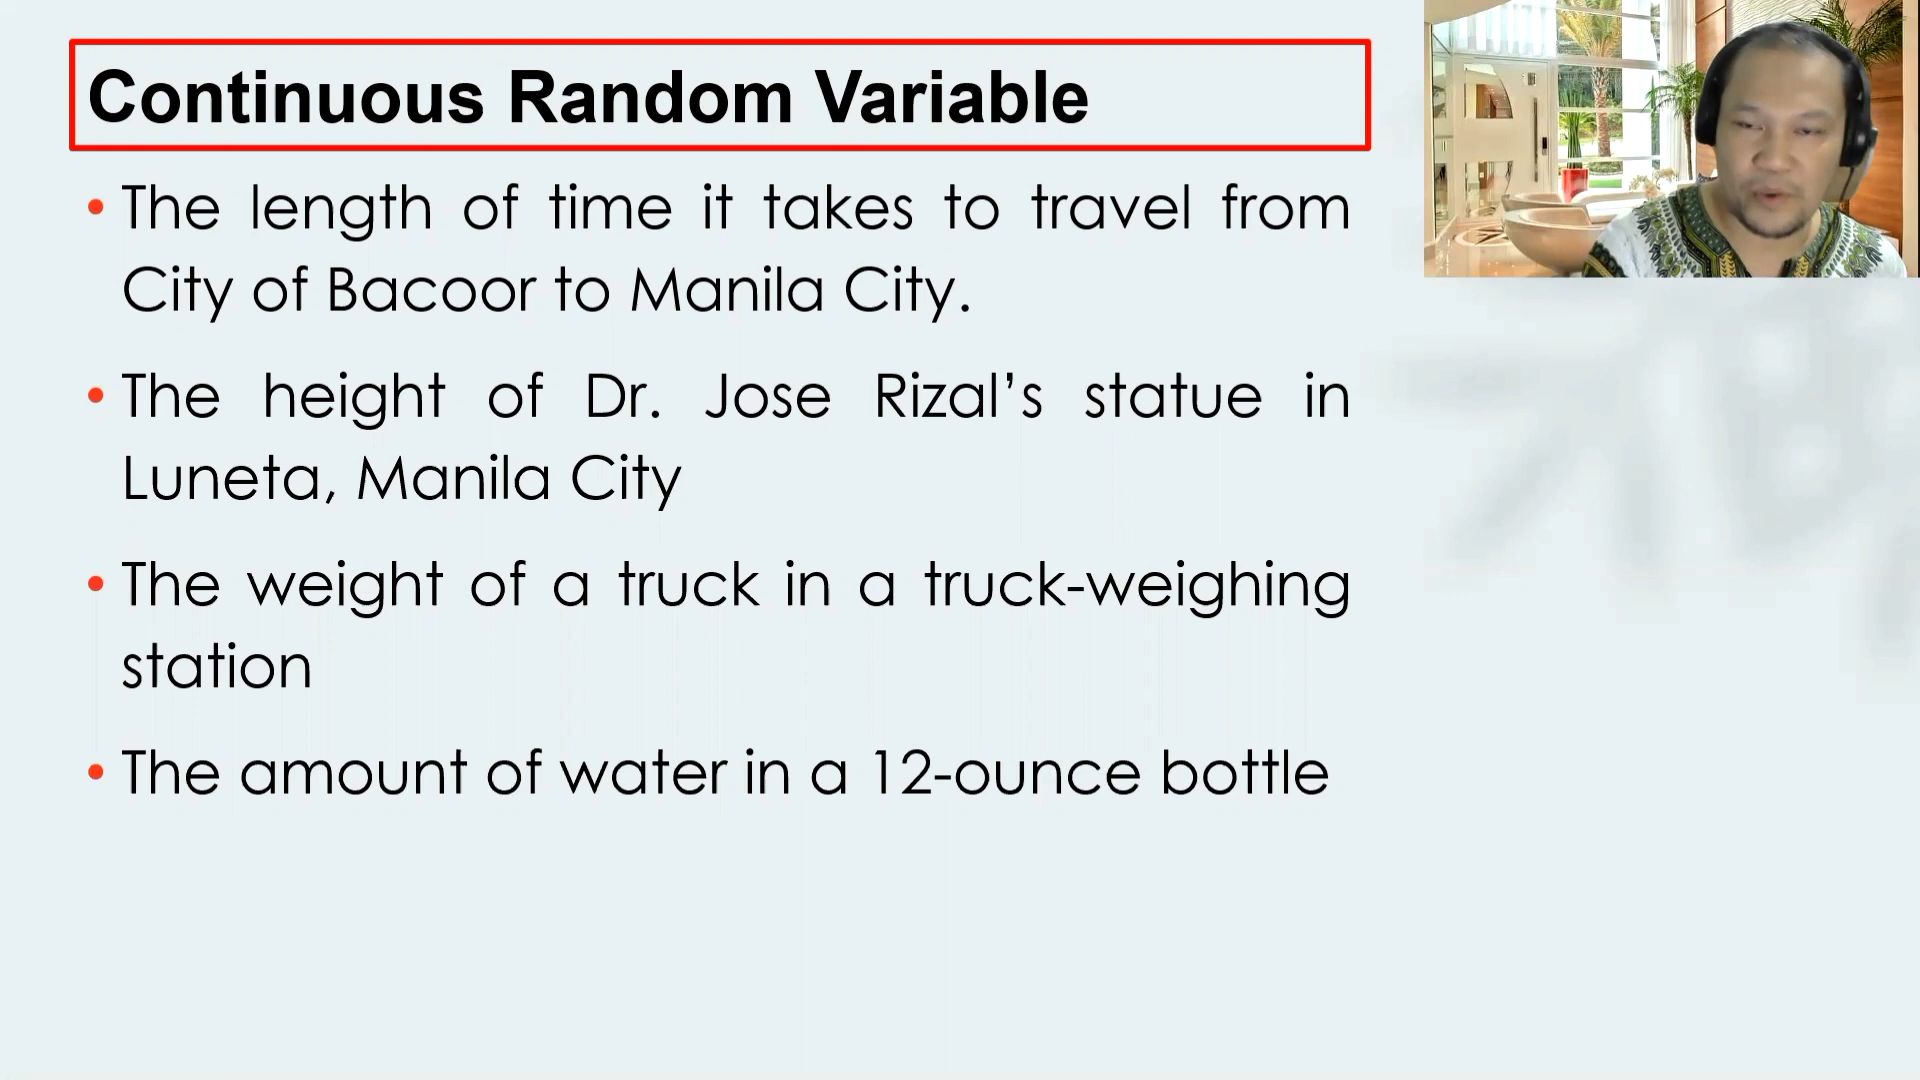 Continuous Random Variable
• The length of time it takes to travel from
City of Bacoor to Manila City.
• The height of Dr. Jose Rizal’s statue in
Luneta, Manila City
• The weight of a truck in a truck-weighing
station
• The amount of water in a 12-ounce bottle